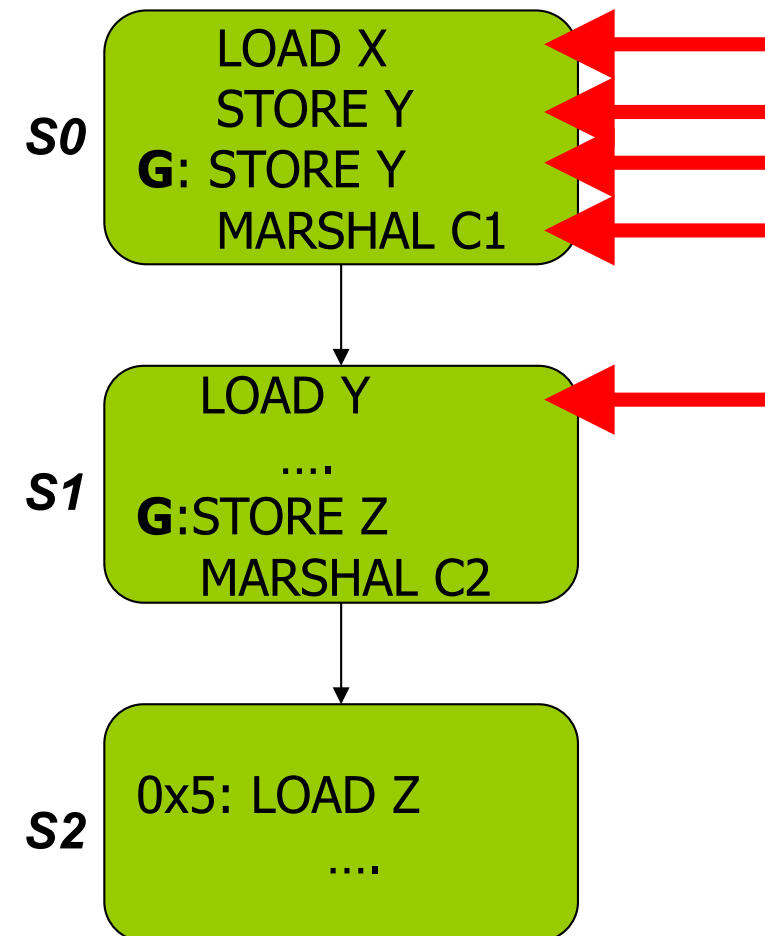 LOAD X
STORE Y
S0
G: STORE Y
MARSHAL C1
LOAD Y
....
S1
G:STORE Z
MARSHAL C2
0x5: LOAD Z
S2
....